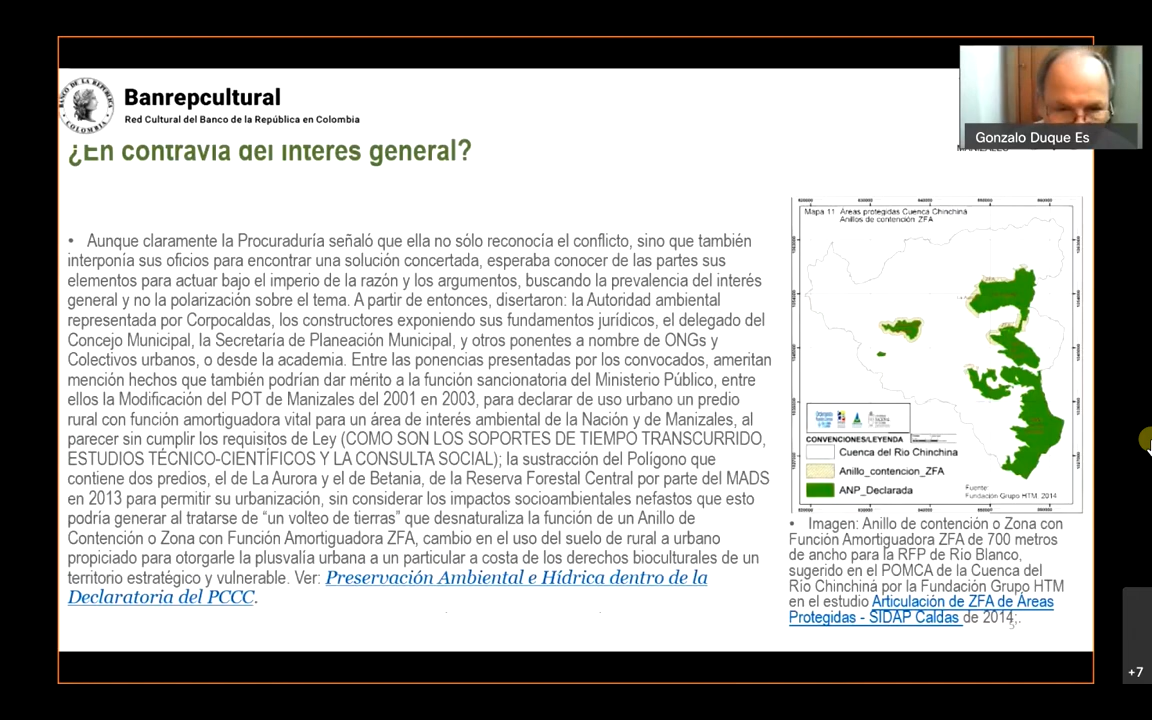 BANCO DE LA REPÚBLICA
COLOMBIA
Banrepcultural
Red Cultural del Banco de la República en Colombia
¿En contravía del interés general?
Gonzalo Duque Es
• Aunque claramente la Procuraduría señaló que ella no sólo reconocía el conflicto, sino que también
interponía sus oficios para encontrar una solución concertada, esperaba conocer de las partes sus
elementos para actuar bajo el imperio de la razón y los argumentos, buscando la prevalencia del interés
general y no la polarización sobre el tema. A partir de entonces, disertaron: la Autoridad ambiental
representada por Corpocaldas, los constructores exponiendo sus fundamentos jurídicos, el delegado del
Concejo Municipal, la Secretaría de Planeación Municipal, y otros ponentes a nombre de ONGs y
Colectivos urbanos, o desde la academia. Entre las ponencias presentadas por los convocados, ameritan
mención hechos que también podrían dar mérito a la función sancionatoria del Ministerio Público, entre
ellos la Modificación del POT de Manizales del 2001 en 2003, para declarar de uso urbano un predio
rural con función amortiguadora vital para un área de interés ambiental de la Nación y de Manizales, al
parecer sin cumplir los requisitos de Ley (COMO SON LOS SOPORTES DE TIEMPO TRANSCURRIDO,
ESTUDIOS TÉCNICO-CIENTÍFICOS Y LA CONSULTA SOCIAL); la sustracción del Polígono que
contiene dos predios, el de La Aurora y el de Betania, de la Reserva Forestal Central por parte del MADS
en 2013 para permitir su urbanización, sin considerar los impactos socioambientales nefastos que esto
podría generar al tratarse de “un volteo de tierras” que desnaturaliza la función de un Anillo de
Contención o Zona con Función Amortiguadora ZFA, cambio en el uso del suelo de rural a urbano
propiciado para otorgarle la plusvalía urbana a un particular a costa de los derechos bioculturales de un
territorio estratégico y vulnerable. Ver: Preservación Ambiental e Hídrica dentro de la
Declaratoria del PCCC.
Mapa 11 Áreas protegidas Cuenca Chinchiná
Anillos de contención ZFA
CONVENCIONES/LEYENDA
Cuenca del Rio Chinchina
Anillo_contencion_ZFA
ANP_Declarada
Fuente:
Fundación Grupo HTM, 2014
• Imagen: Anillo de contención o Zona con
Función Amortiguadora ZFA de 700 metros
de ancho para la RFP de Río Blanco,
sugerido en el POMCA de la Cuenca del
Río Chinchiná por la Fundación Grupo HTM
en el estudio Articulación de ZFA de Áreas
Protegidas - SIDAP Caldas de 2014;.
5
+7